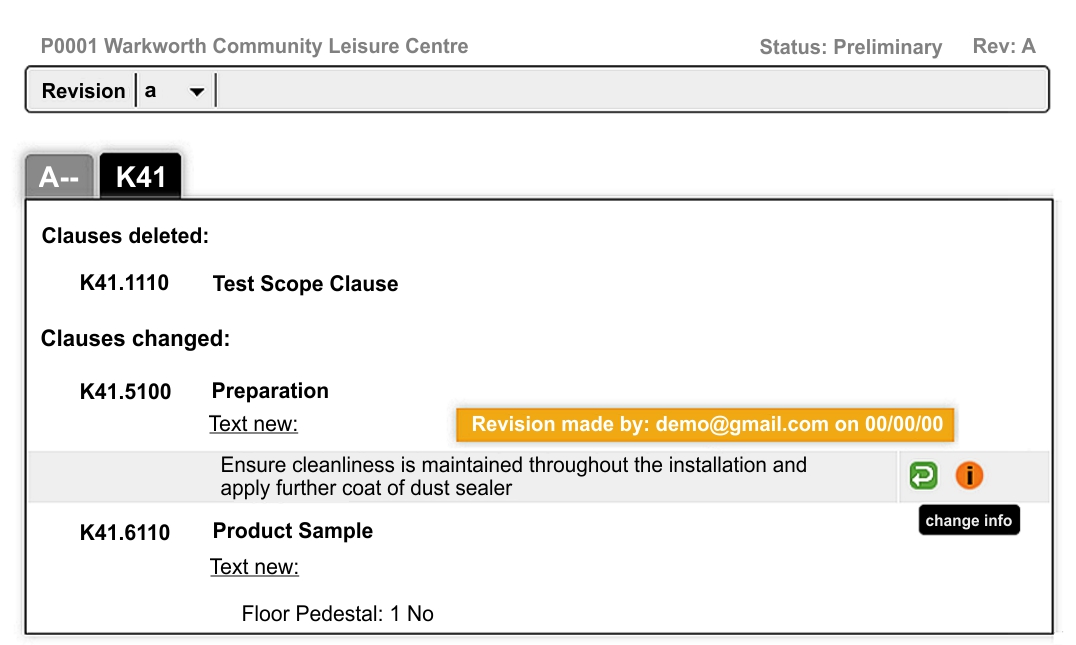 P0001 Warkworth Community Leisure Centre Status: Preliminary Rev: A
Revision a
A-- K41
Clauses deleted:
K41.1110 Test Scope Clause
Clauses changed:
K41.5100 Preparation
Text new: Revision made by: demo@gmail.com on 00/00/00
Ensure cleanliness is maintained throughout the installation and
apply further coat of dust sealer
i
change info
K41.6110 Product Sample
Text new:
Floor Pedestal: 1 No